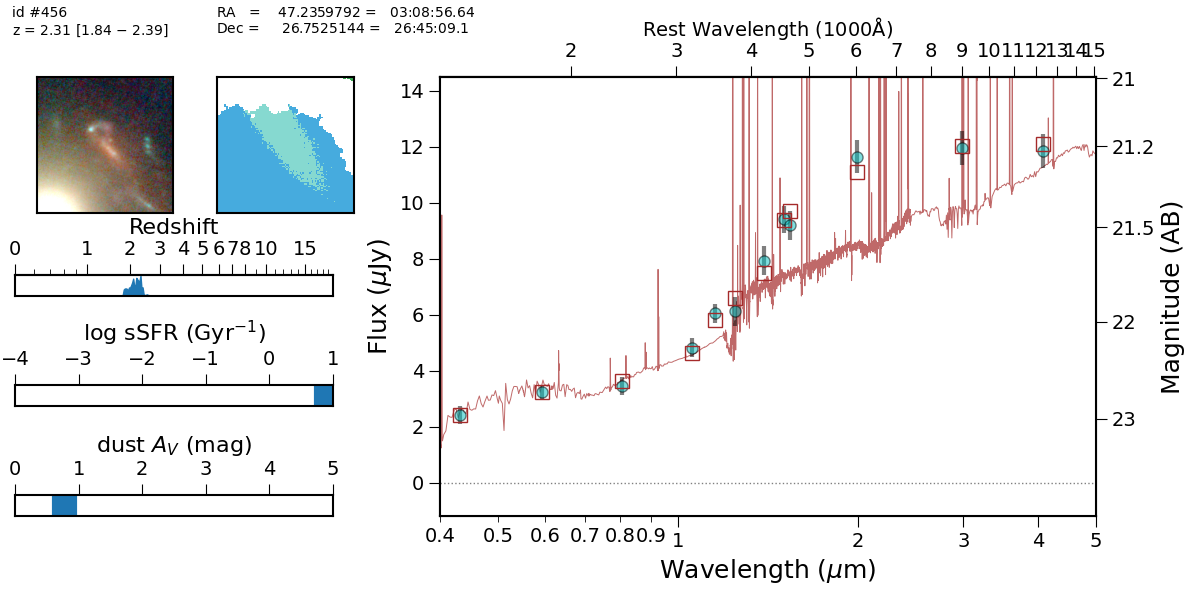 id #456
z = 2.31 [1.84 − 2.39]
RA = 47.2359792 = 03:08:56.64
Dec = 26.7525144 = 26:45:09.1
Redshift
0 1 2 3 4 5 6 7 8 10 15
log sSFR (Gyr⁻¹)
−4 −3 −2 −1 0 1
dust A_V (mag)
0 1 2 3 4 5
Rest Wavelength (1000Å)
2 3 4 5 6 7 8 9 10 11 12 13 14 15
Flux (μJy)
14
12
10
8
6
4
2
0
21
21.2
21.5
22
23
Magnitude (AB)
0.4 0.5 0.6 0.7 0.8 0.9 1 2 3 4 5
Wavelength (μm)